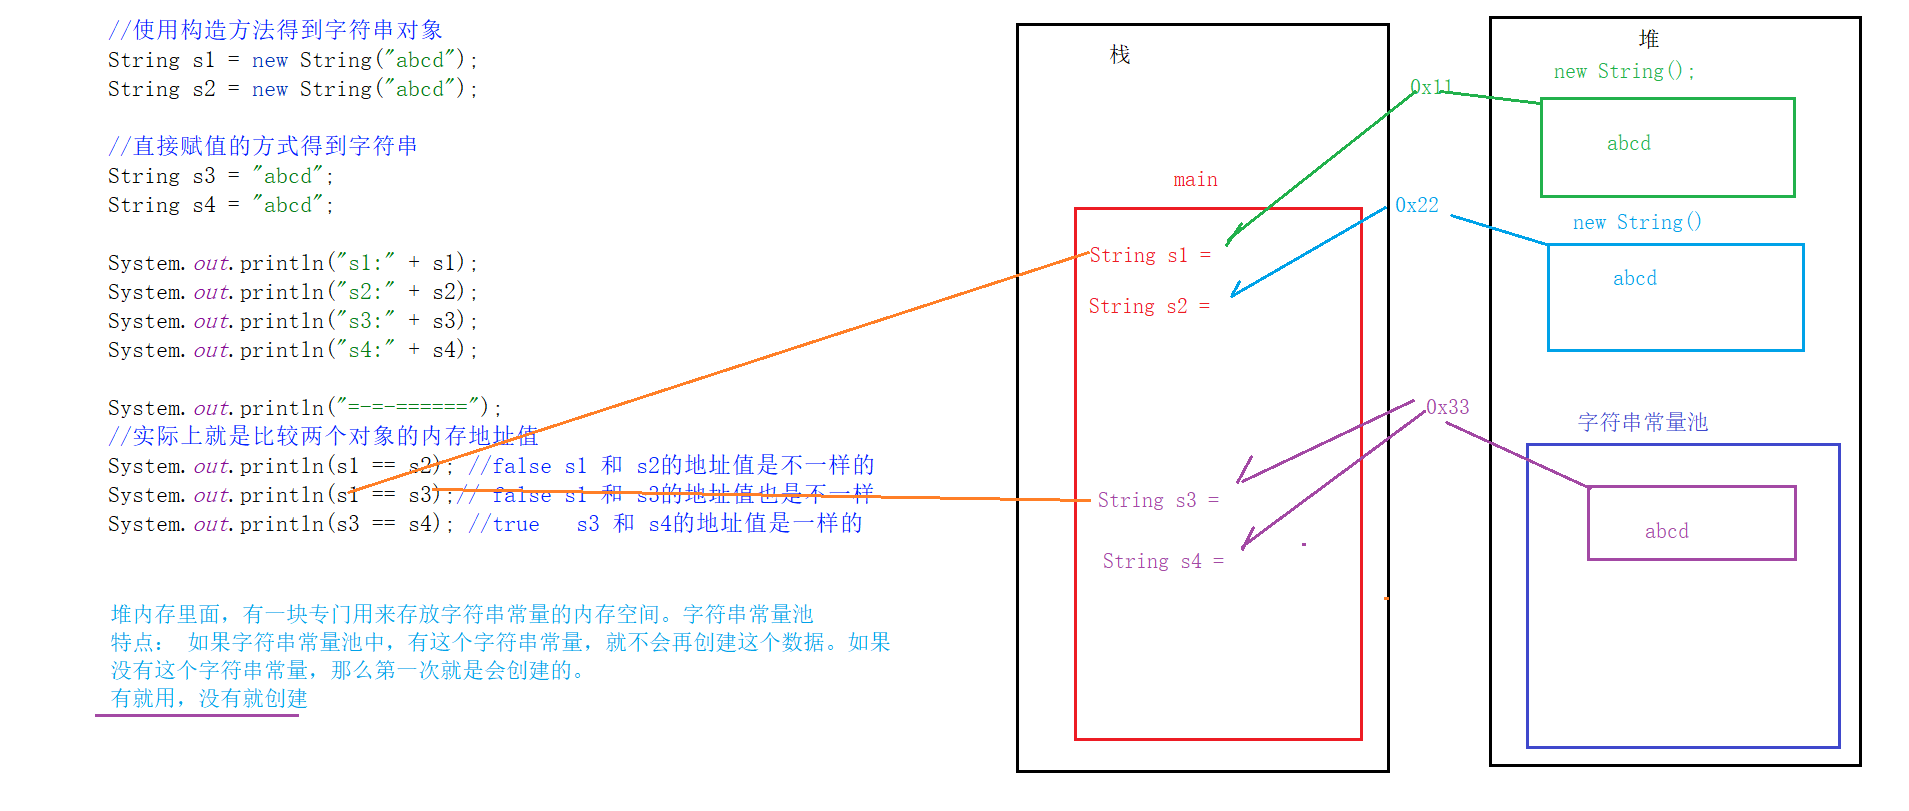 //使用构造方法得到字符串对象
String s1 = new String("abcd");
String s2 = new String("abcd");
//直接赋值的方式得到字符串
String s3 = "abcd";
String s4 = "abcd";
System.out.println("s1:" + s1);
System.out.println("s2:" + s2);
System.out.println("s3:" + s3);
System.out.println("s4:" + s4);
System.out.println("=-=-======");
//实际上就是比较两个对象的内存地址值
System.out.println(s1 == s2); //false s1 和 s2的地址值是不一样的
System.out.println(s1 == s3);// false s1 和 s3的地址值也是不一样
System.out.println(s3 == s4); //true   s3 和 s4的地址值是一样的
堆内存里面，有一块专门用来存放字符串常量的内存空间。字符串常量池
特点： 如果字符串常量池中，有这个字符串常量，就不会再创建这个数据。如果
没有这个字符串常量，那么第一次就是会创建的。
有就用，没有就创建
栈
main
String s1 =
String s2 =
String s3 =
String s4 =
0x11
0x22
0x33
堆
new String();
abcd
new String()
abcd
字符串常量池
abcd